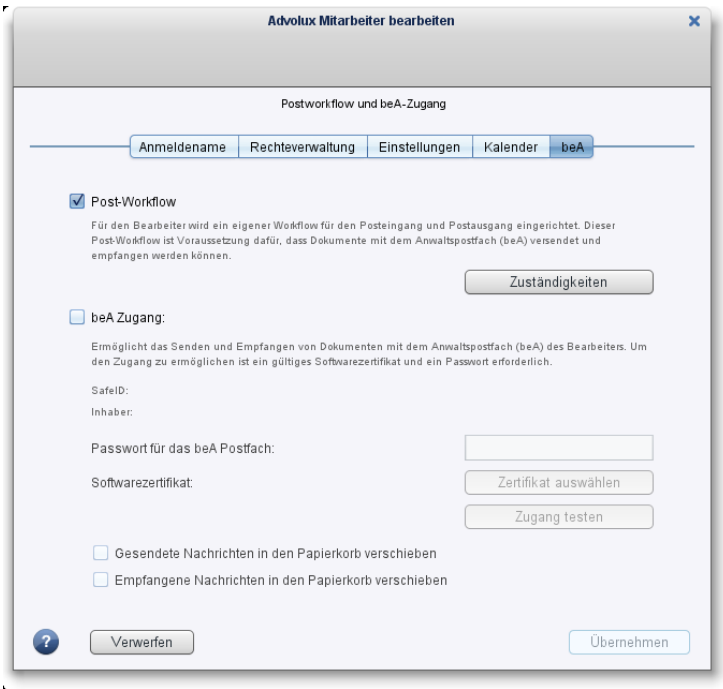 Advolux Mitarbeiter bearbeiten
Postworkflow und beA-Zugang
Anmeldename Rechteverwaltung Einstellungen Kalender beA
Post-Workflow
Für den Bearbeiter wird ein eigener Workflow für den Posteingang und Postausgang eingerichtet. Dieser
Post-Workflow ist Voraussetzung dafür, dass Dokumente mit dem Anwaltspostfach (beA) versendet und
empfangen werden können.
Zuständigkeiten
beA Zugang:
Ermöglicht das Senden und Empfangen von Dokumenten mit dem Anwaltspostfach (beA) des Bearbeiters. Um
den Zugang zu ermöglichen ist ein gültiges Softwarezertifikat und ein Passwort erforderlich.
SafeID:
Inhaber:
Passwort für das beA Postfach:
Softwarezertifikat: Zertifikat auswählen
Zugang testen
Gesendete Nachrichten in den Papierkorb verschieben
Empfangene Nachrichten in den Papierkorb verschieben
? Verwerfen Übernehmen